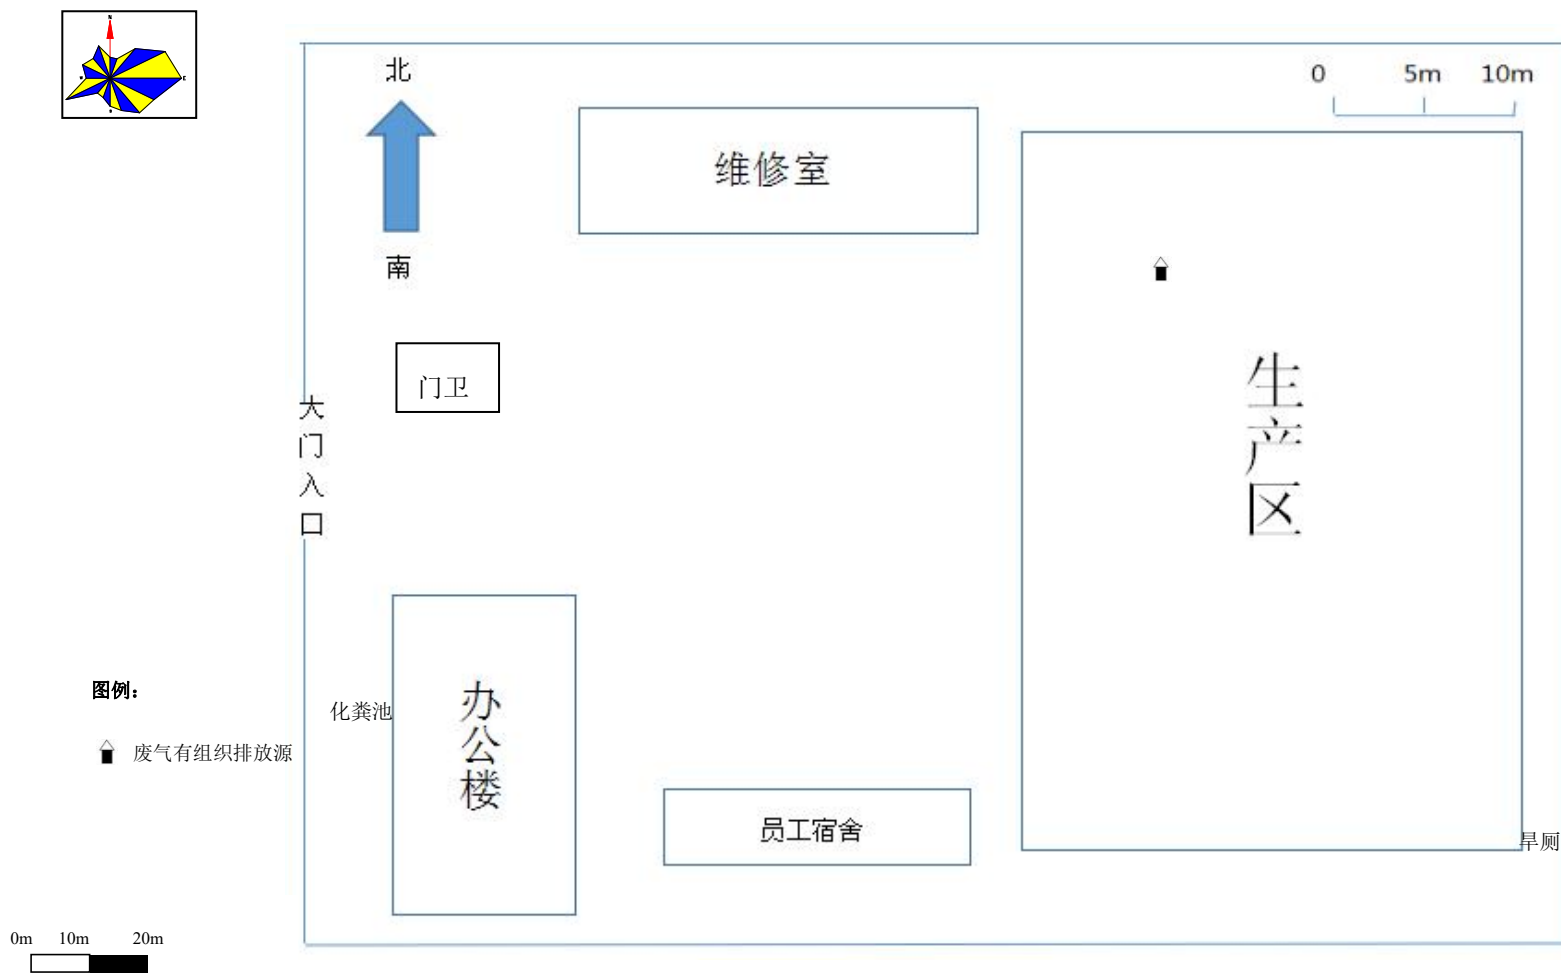 N
北
0 5m 10m
维修室
南
门卫
大门入口
生产区
图例：
化粪池
办公楼
废气有组织排放源
员工宿舍
旱厕
0m 10m 20m